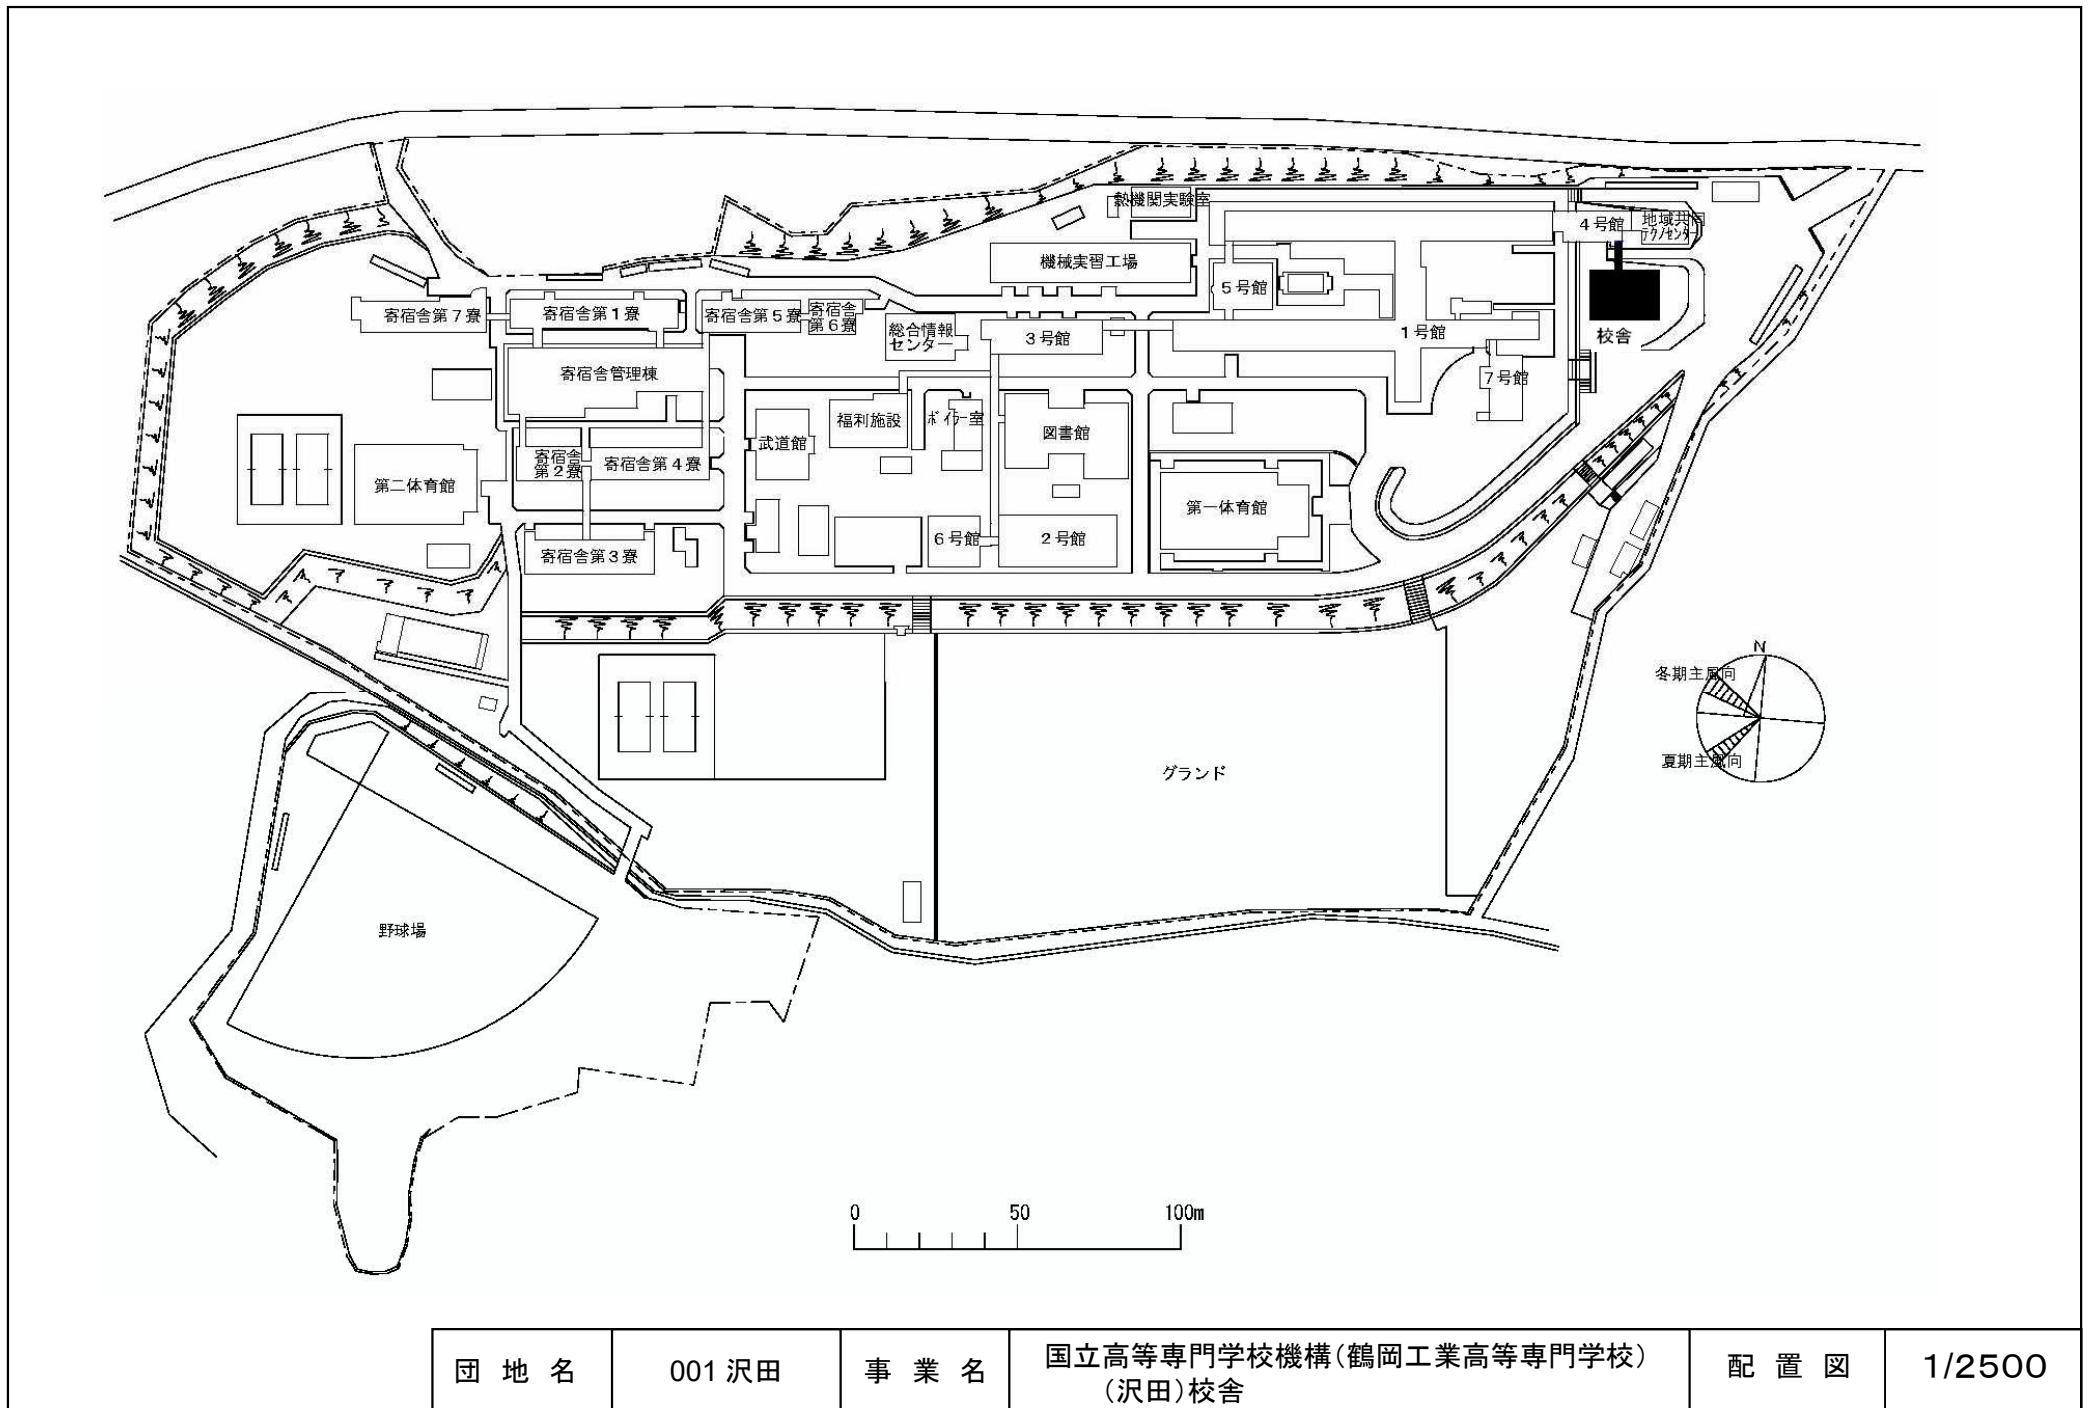 熱機関実験室
4号館
地域共同
テクノセンター
機械実習工場
5号館
寄宿舎第7寮
寄宿舎第1寮
寄宿舎第5寮
寄宿舎
第6寮
総合情報
センター
3号館
1号館
校舎
寄宿舎管理棟
7号館
武道館
福利施設
ボイラー室
図書館
寄宿舎
第2寮
寄宿舎第4寮
第二体育館
第一体育館
寄宿舎第3寮
6号館
2号館
N
冬期主風向
夏期主風向
グランド
野球場
0 50 100m
団地名 001 沢田 事業名 国立高等専門学校機構(鶴岡工業高等専門学校)
(沢田)校舎
配置図 1/2500